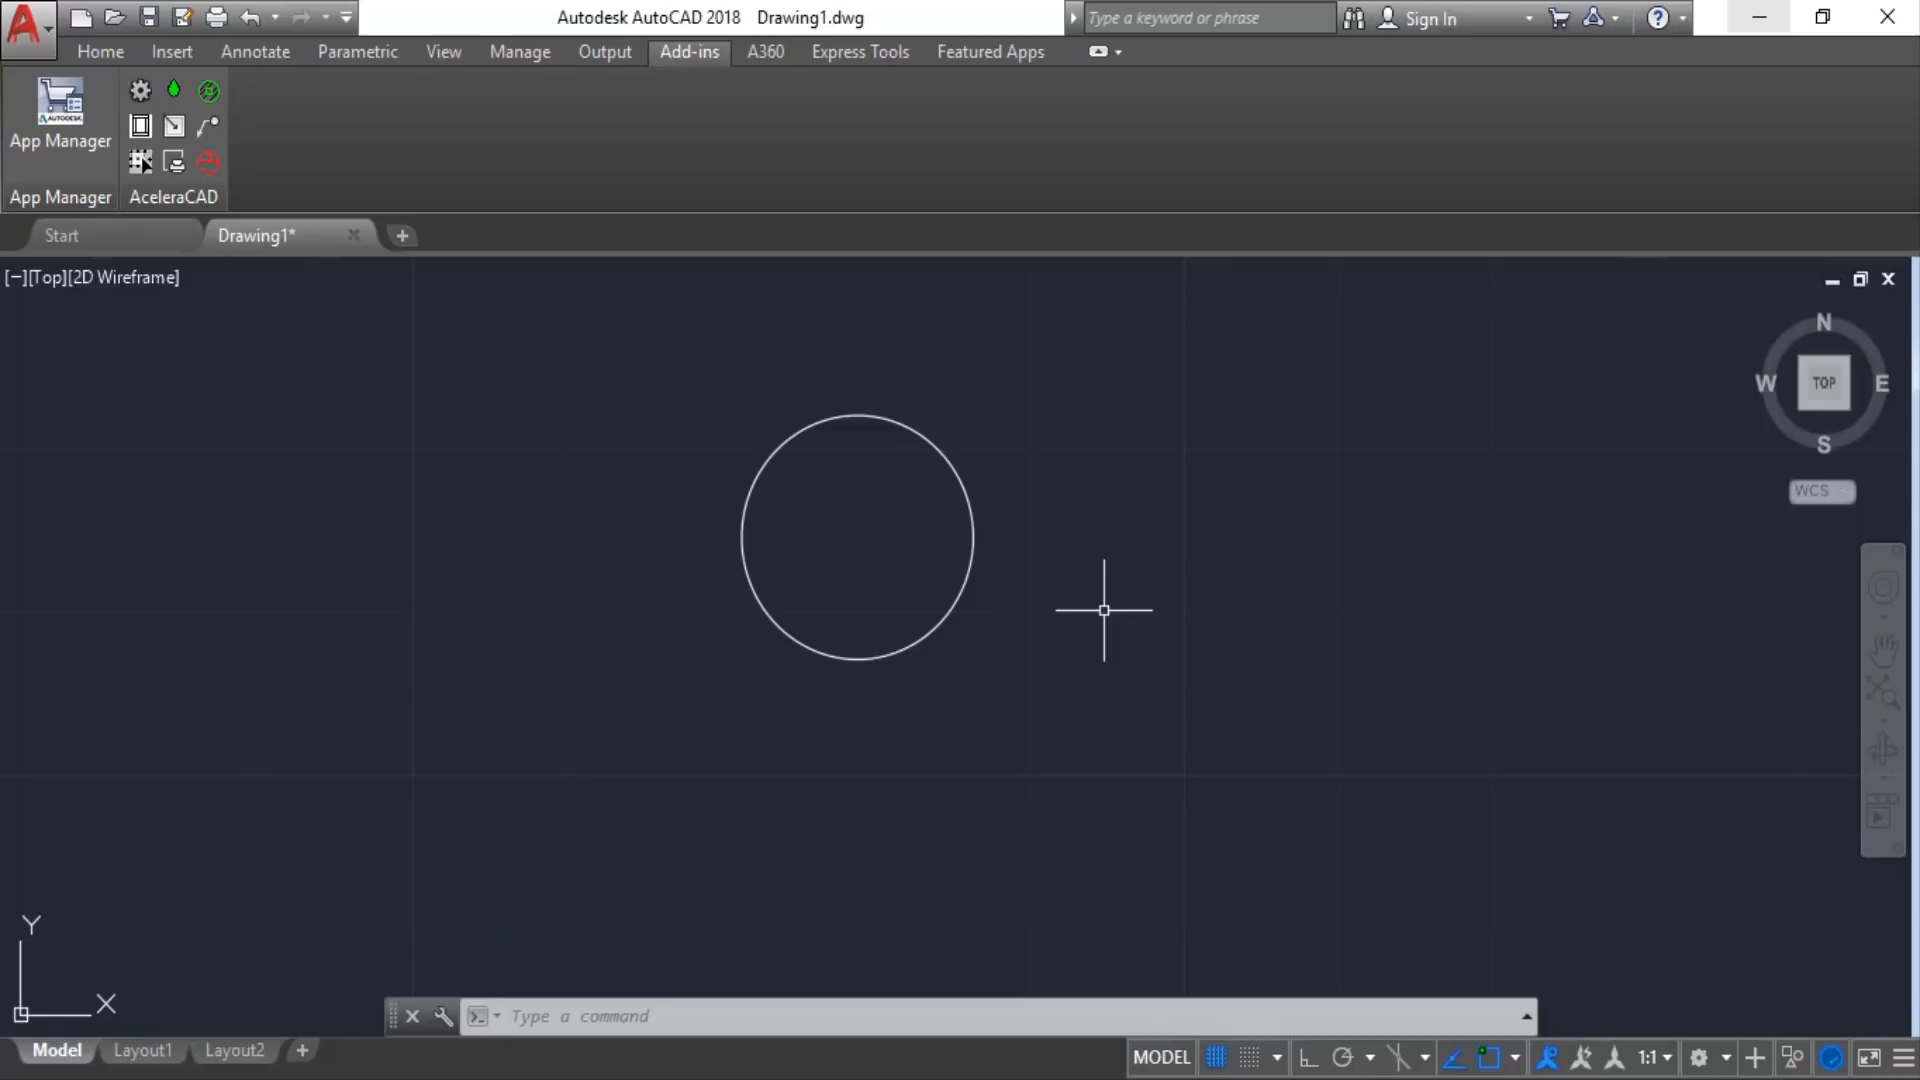 Autodesk AutoCAD 2018 Drawing1.dwg
Type a keyword or phrase
Sign In
Home Insert Annotate Parametric View Manage Output Add-ins A360 Express Tools Featured Apps
AUTODESK
App Manager
App Manager AceleraCAD
Start Drawing1*
[−][Top][2D Wireframe]
N
W TOP E
S
WCS
Y
X
Type a command
Model Layout1 Layout2
MODEL 1:1